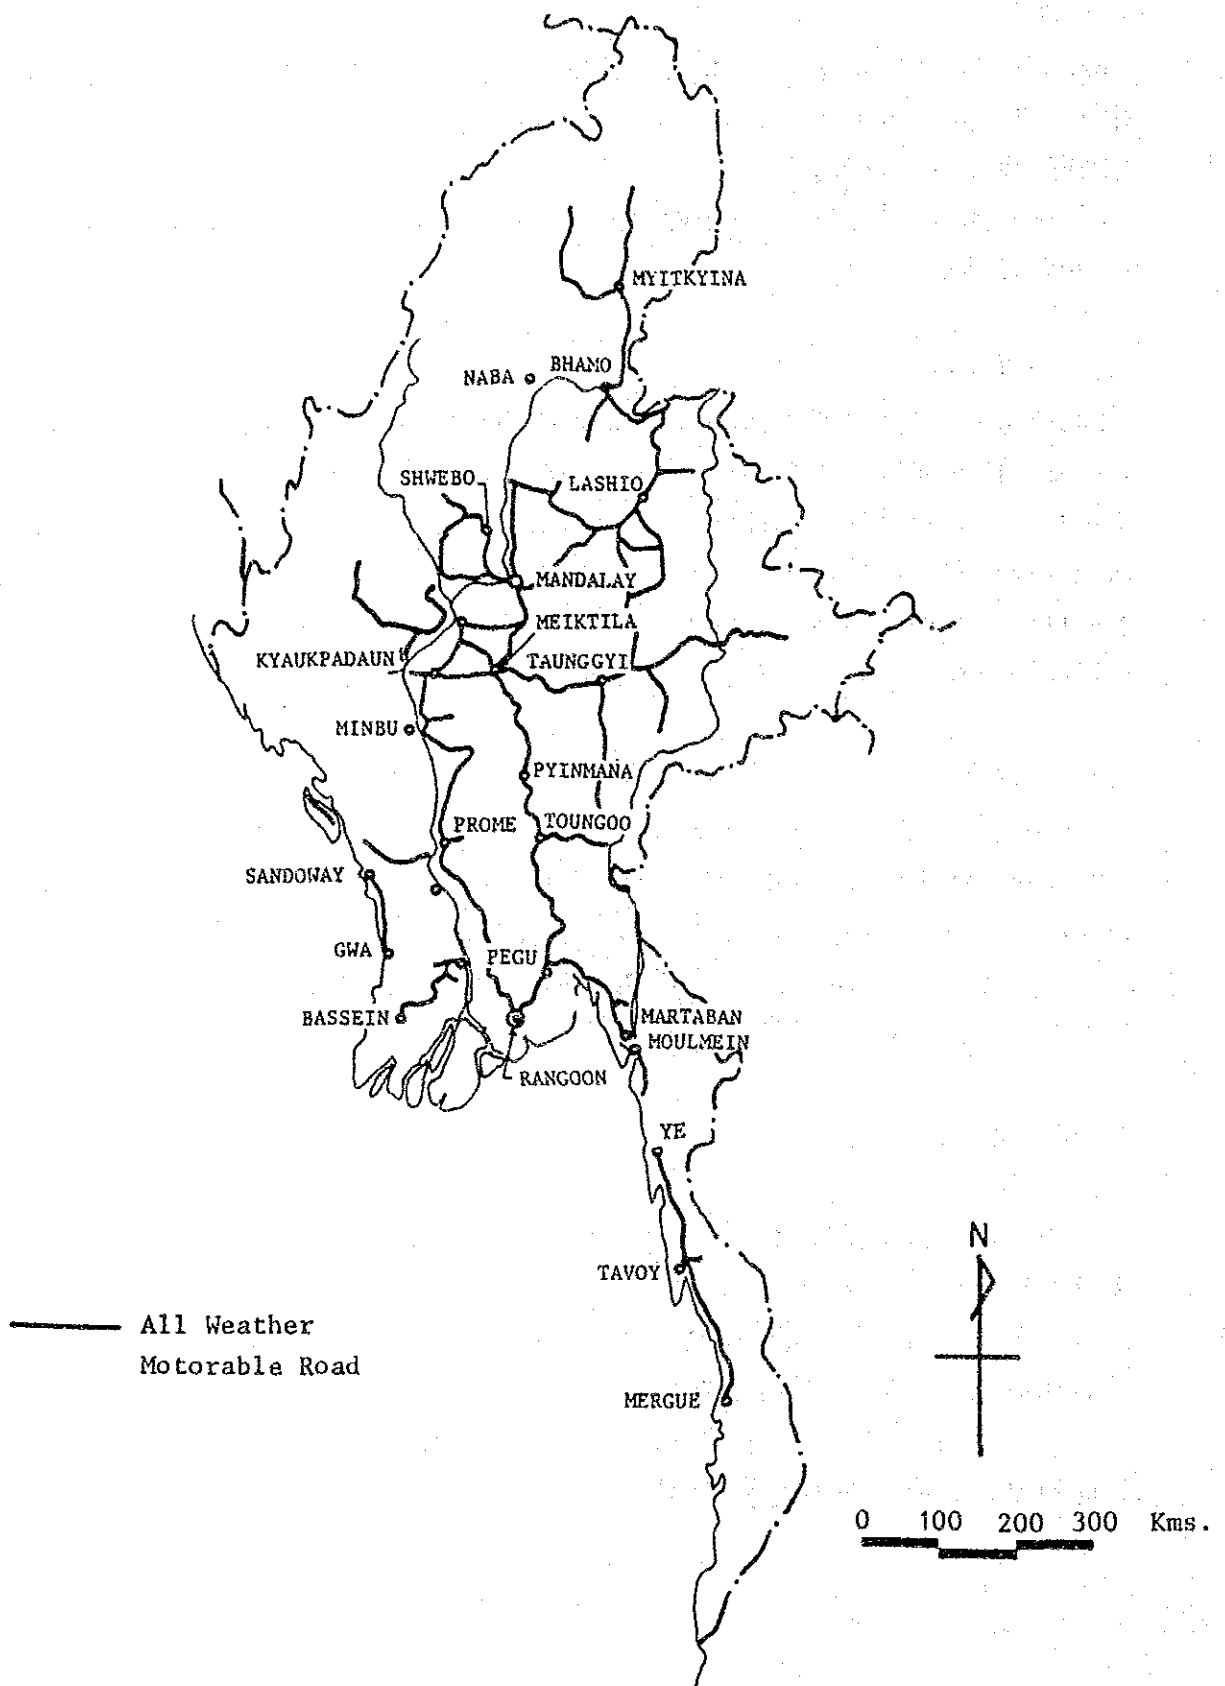 MYITKYINA
BHAMO
NABA
SHWEBO
LASHIO
MANDALAY
MEIKTILA
KYAUKPADAUN
TAUNGGYI
MINBU
PYINMANA
PROME
TOUNGOO
SANDOWAY
GWA
PEGU
BASSEIN
MARTABAN
MOULMEIN
RANGOON
YE
N
TAVOY
All Weather
Motorable Road
MERGUE
0 100 200 300 Kms.